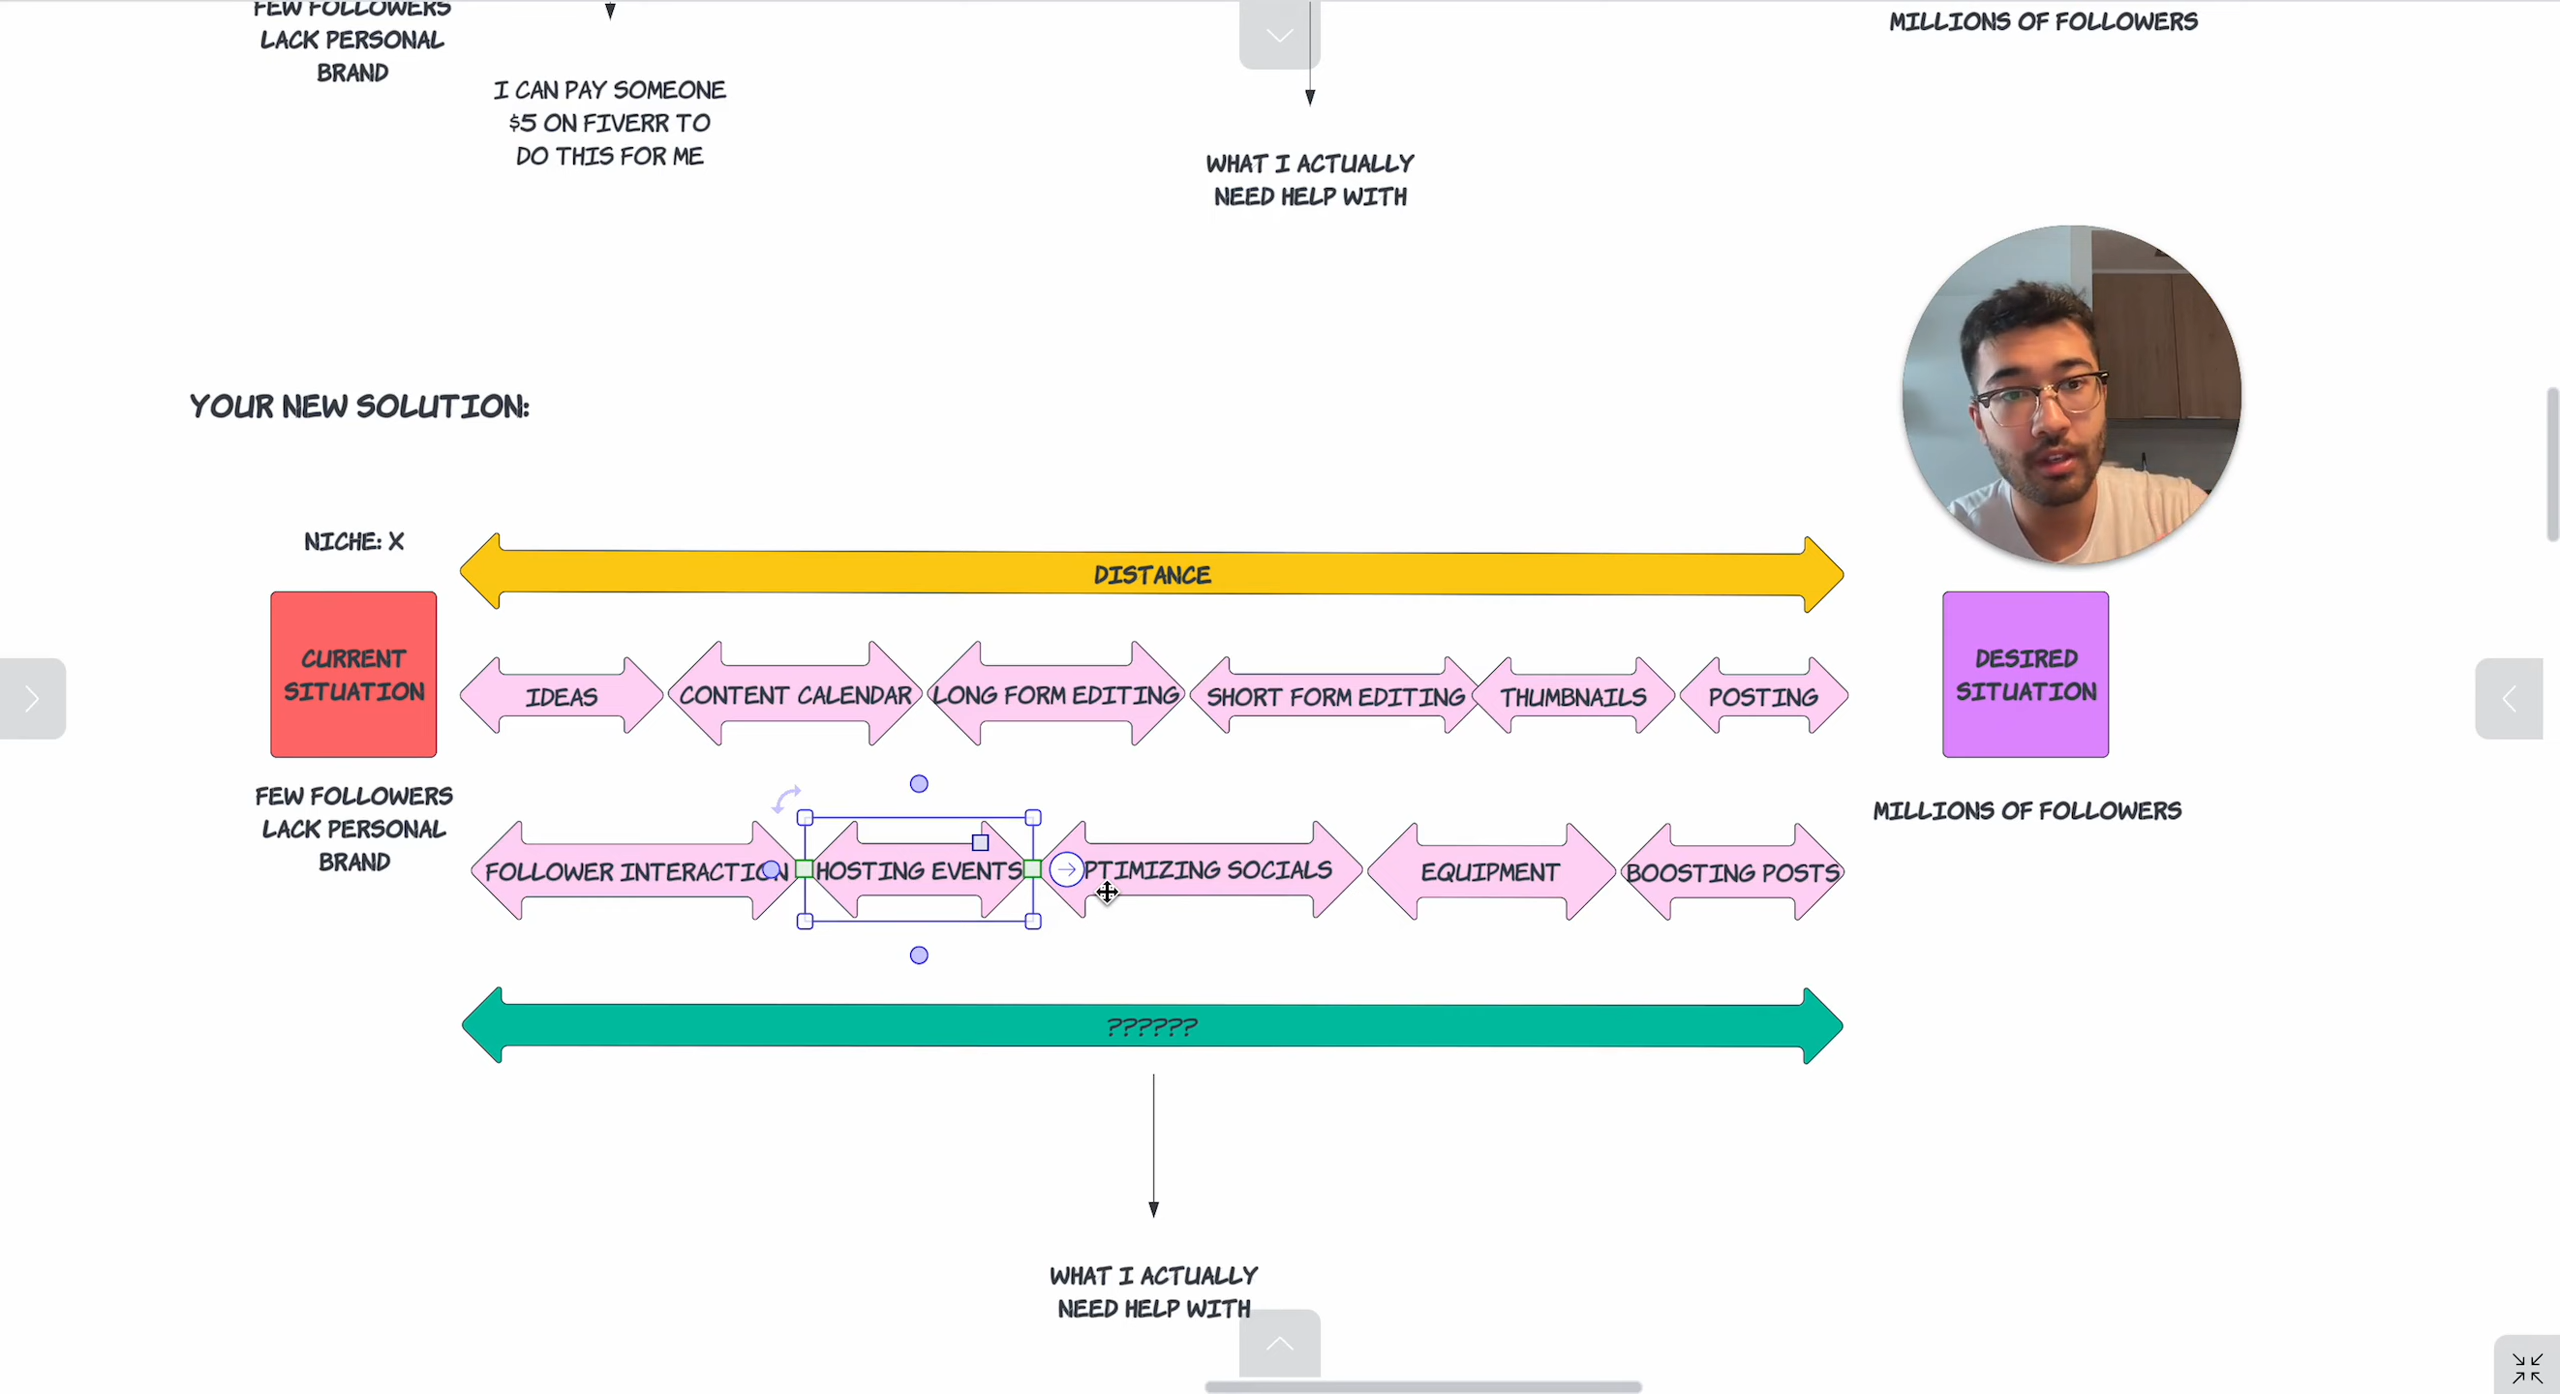 FEW FOLLOWERS
LACK PERSONAL
BRAND
I CAN PAY SOMEONE
$5 ON FIVERR TO
DO THIS FOR ME
WHAT I ACTUALLY
NEED HELP WITH
MILLIONS OF FOLLOWERS
YOUR NEW SOLUTION:
NICHE: X
DISTANCE
CURRENT
SITUATION
IDEAS
CONTENT CALENDAR
LONG FORM EDITING
SHORT FORM EDITING
THUMBNAILS
POSTING
DESIRED
SITUATION
FEW FOLLOWERS
LACK PERSONAL
BRAND
MILLIONS OF FOLLOWERS
FOLLOWER INTERACTION
HOSTING EVENTS
PTIMIZING SOCIALS
EQUIPMENT
BOOSTING POSTS
??????
WHAT I ACTUALLY
NEED HELP WITH